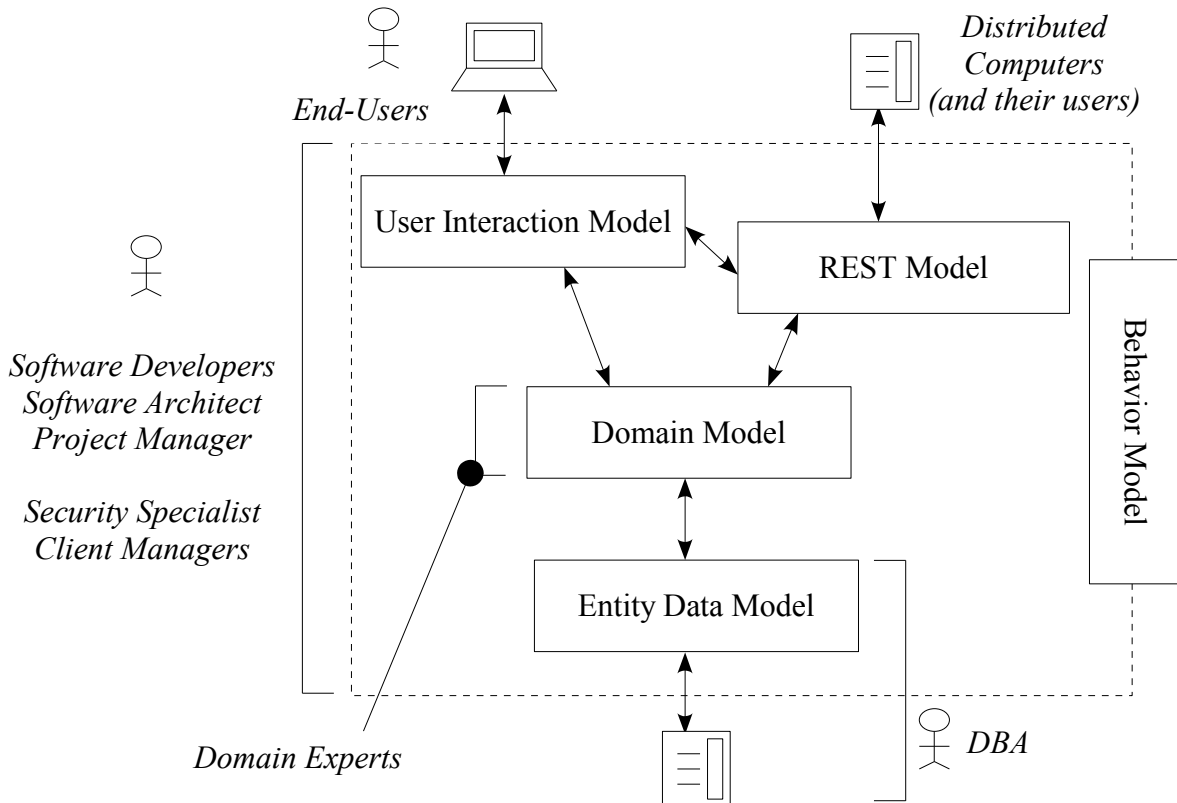 Distributed
Computers
(and their users)
End-Users
User Interaction Model
REST Model
Behavior Model
Software Developers
Software Architect
Project Manager
Domain Model
Security Specialist
Client Managers
Entity Data Model
Domain Experts
DBA